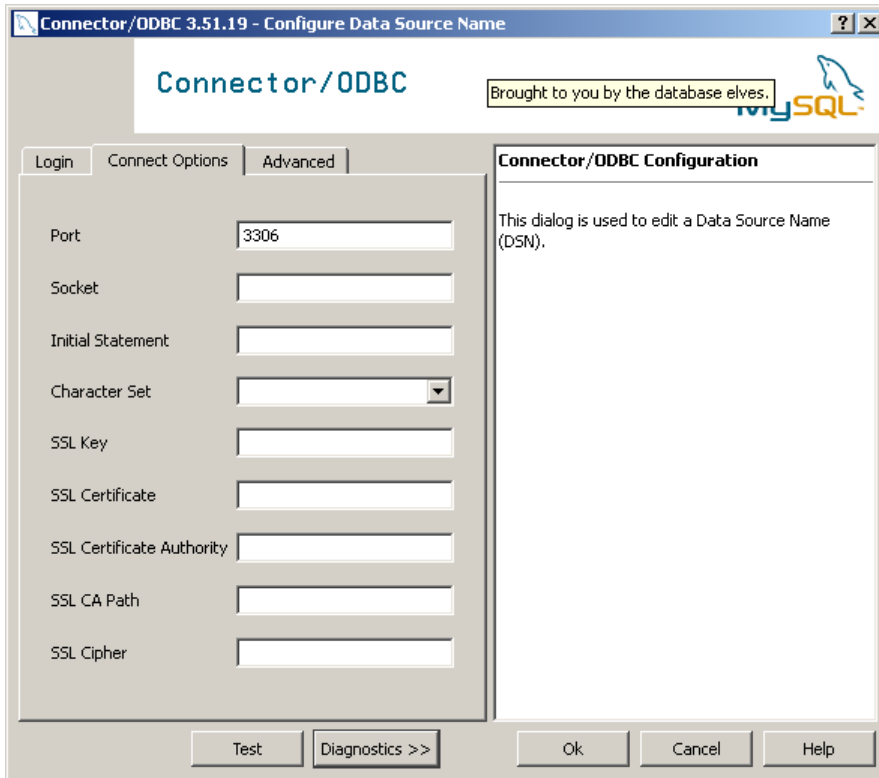 Connector/ODBC 3.51.19 - Configure Data Source Name
Connector/ODBC
Brought to you by the database elves.
MySQL
Login Connect Options Advanced
Port 3306
Socket
Initial Statement
Character Set
SSL Key
SSL Certificate
SSL Certificate Authority
SSL CA Path
SSL Cipher
Connector/ODBC Configuration
This dialog is used to edit a Data Source Name
(DSN).
Test Diagnostics >> Ok Cancel Help